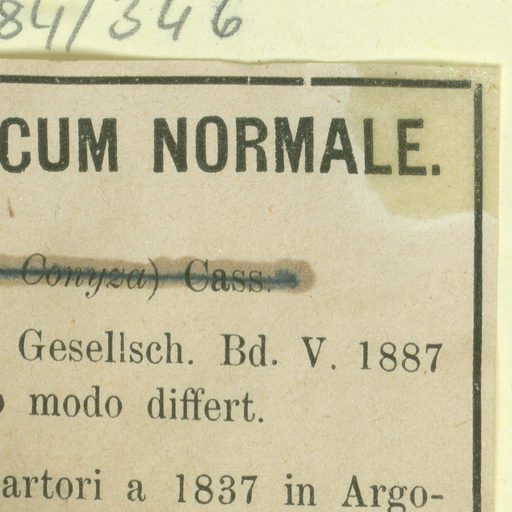 84/346
CUM NORMALE.
Conyza) Cass.
Gesellsch. Bd. V. 1887
modo differt.
artori a 1837 in Argo-